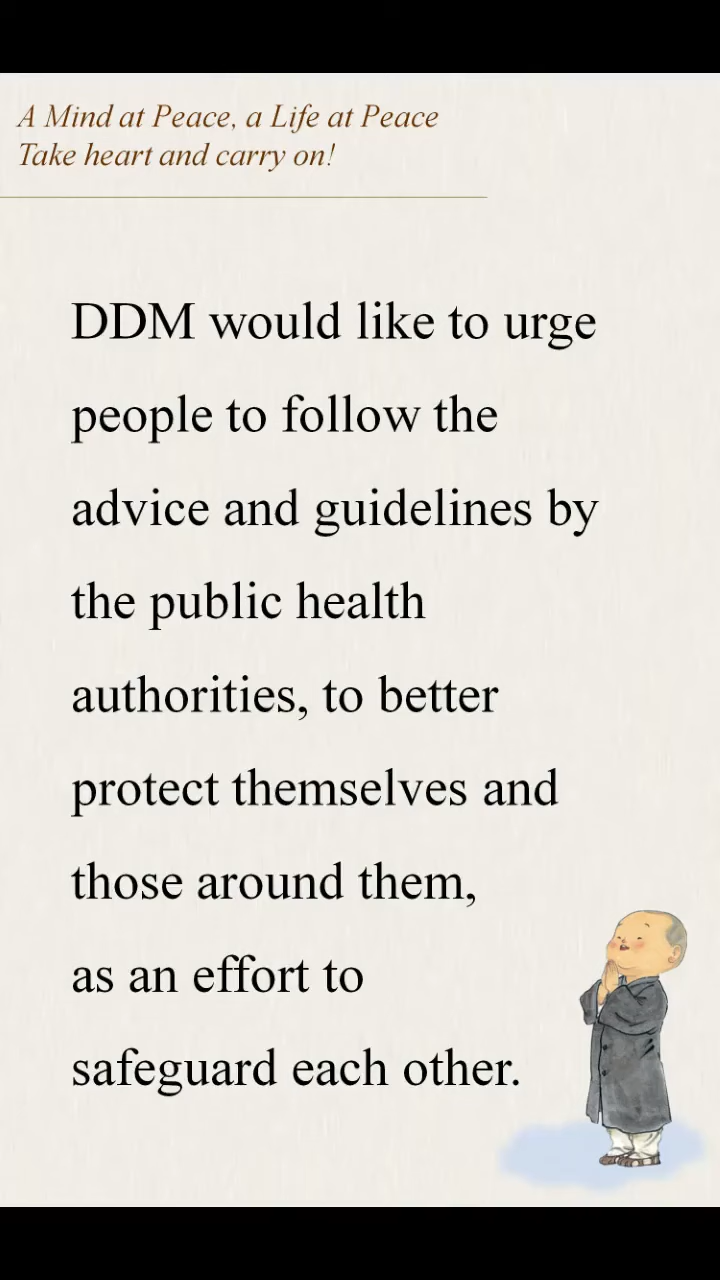 A Mind at Peace, a Life at Peace
Take heart and carry on!
DDM would like to urge
people to follow the
advice and guidelines by
the public health
authorities, to better
protect themselves and
those around them,
as an effort to
safeguard each other.